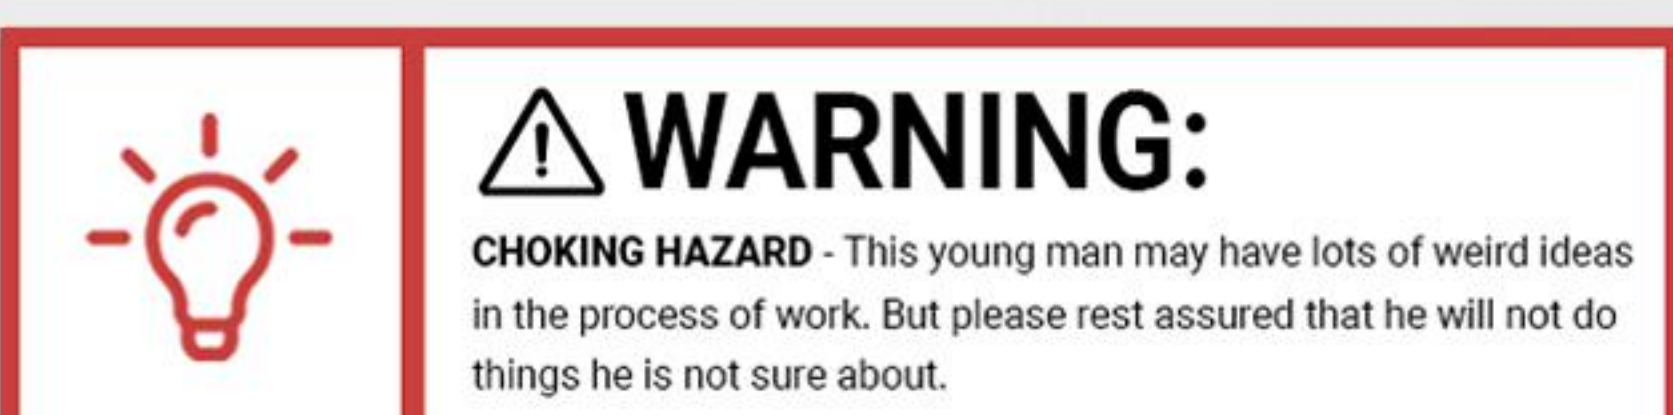 WARNING:
CHOKING HAZARD - This young man may have lots of weird ideas
in the process of work. But please rest assured that he will not do
things he is not sure about.